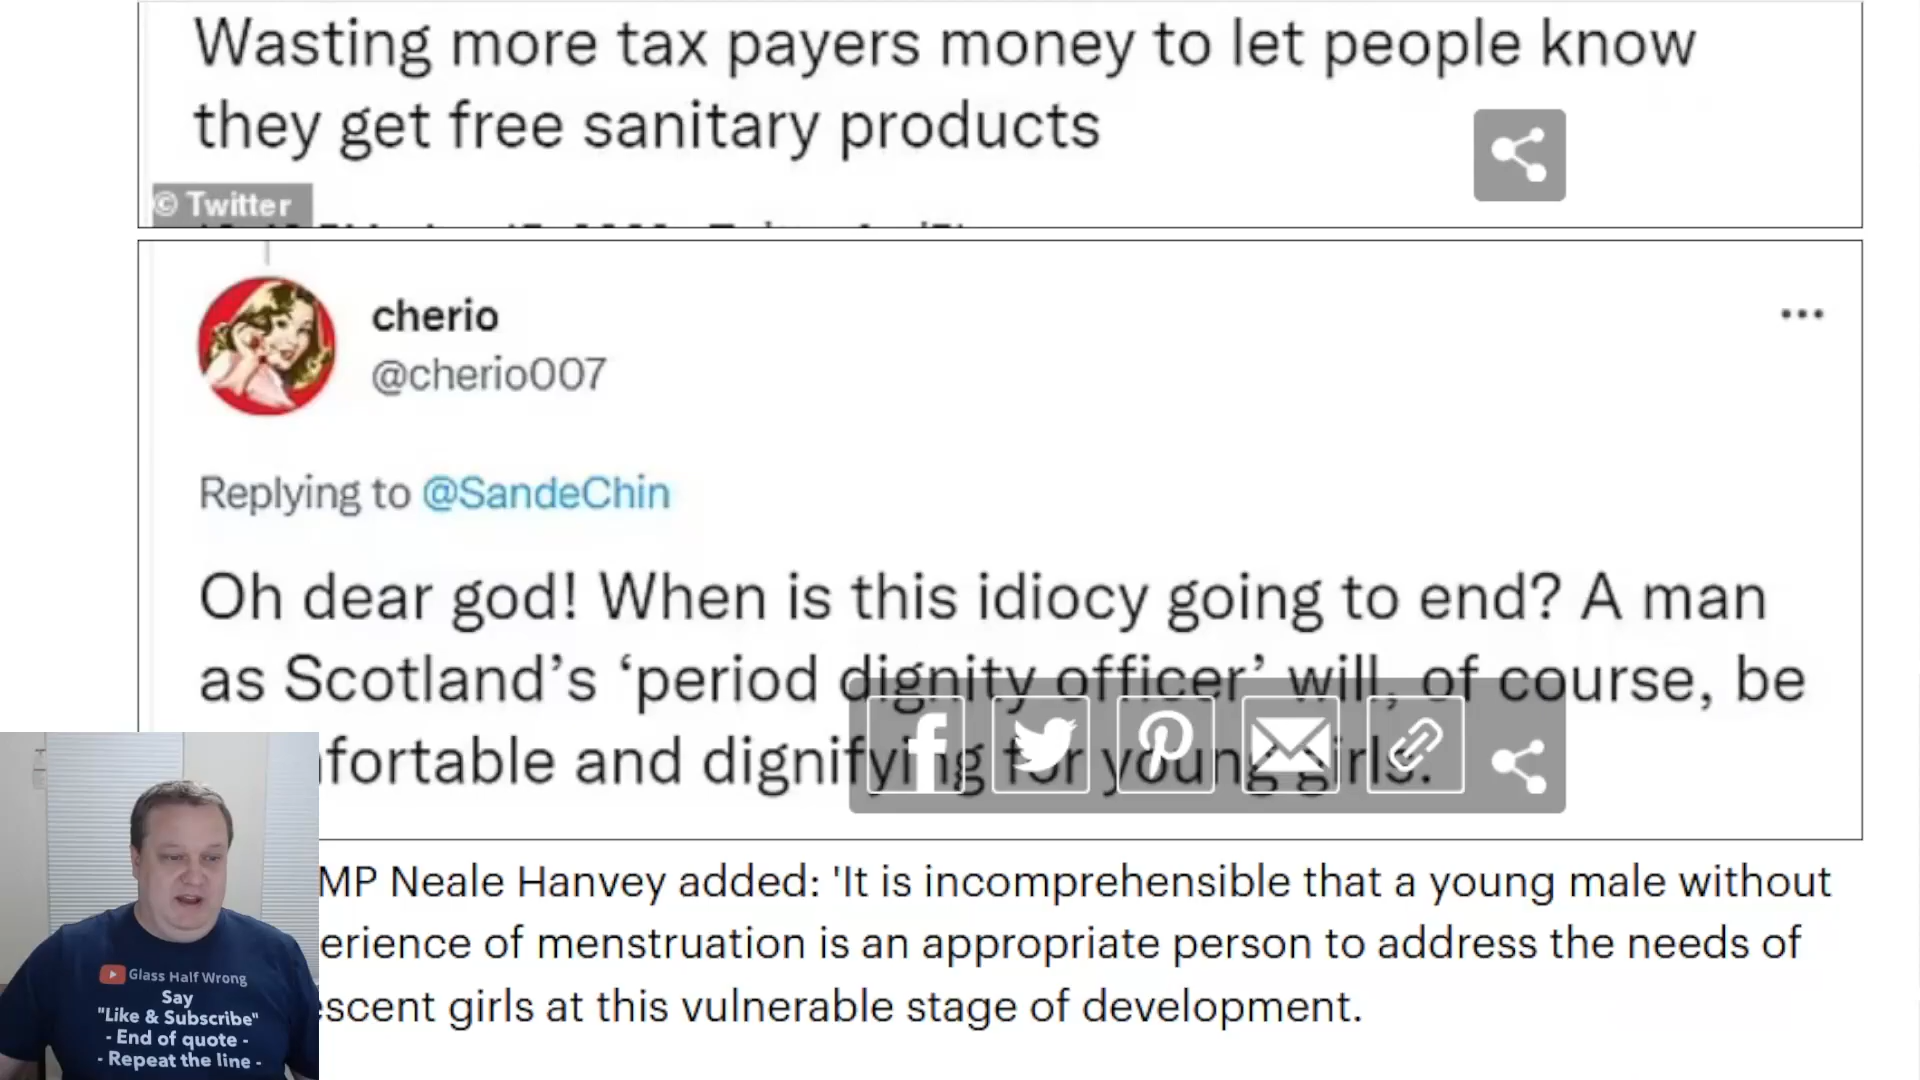 Wasting more tax payers money to let people know
they get free sanitary products
© Twitter
cherio
@cherio007
Replying to @SandeChin
Oh dear god! When is this idiocy going to end? A man
as Scotland's 'period dignity officer' will, of course, be
fortable and dignifying for young girls.
MP Neale Hanvey added: 'It is incomprehensible that a young male without
erience of menstruation is an appropriate person to address the needs of
escent girls at this vulnerable stage of development.
Glass Half Wrong
Say
"Like & Subscribe"
- End of quote -
- Repeat the line -